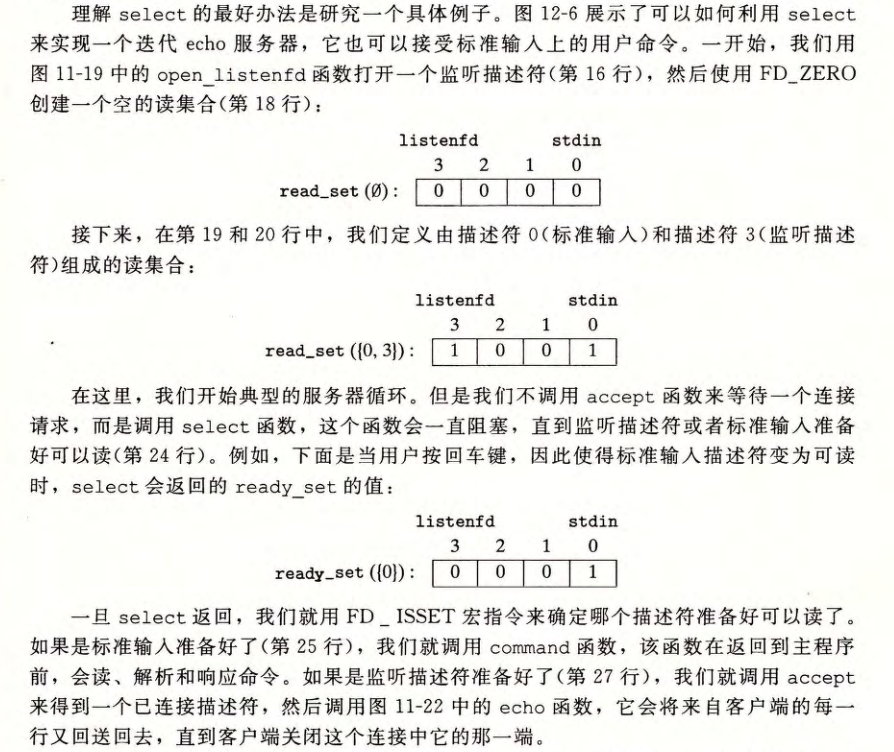 理解 select 的最好办法是研究一个具体例子。图 12-6 展示了可以如何利用 select
来实现一个迭代 echo 服务器，它也可以接受标准输入上的用户命令。一开始，我们用
图 11-19 中的 open_listenfd 函数打开一个监听描述符(第 16 行)，然后使用 FD_ZERO
创建一个空的读集合(第 18 行)：
listenfd stdin
3 2 1 0
read_set (∅) : 0 0 0 0
接下来，在第 19 和 20 行中，我们定义由描述符 0(标准输入)和描述符 3(监听描述
符)组成的读集合：
listenfd stdin
3 2 1 0
read_set ({0, 3}) : 1 0 0 1
在这里，我们开始典型的服务器循环。但是我们不调用 accept 函数来等待一个连接
请求，而是调用 select 函数，这个函数会一直阻塞，直到监听描述符或者标准输入准备
好可以读(第 24 行)。例如，下面是当用户按回车键，因此使得标准输入描述符变为可读
时，select 会返回的 ready_set 的值：
listenfd stdin
3 2 1 0
ready_set ({0}) : 0 0 0 1
一旦 select 返回，我们就用 FD _ ISSET 宏指令来确定哪个描述符准备好可以读了。
如果是标准输入准备好了(第 25 行)，我们就调用 command 函数，该函数在返回到主程序
前，会读、解析和响应命令。如果是监听描述符准备好了(第 27 行)，我们就调用 accept
来得到一个已连接描述符，然后调用图 11-22 中的 echo 函数，它会将来自客户端的每一
行又回送回去，直到客户端关闭这个连接中它的那一端。